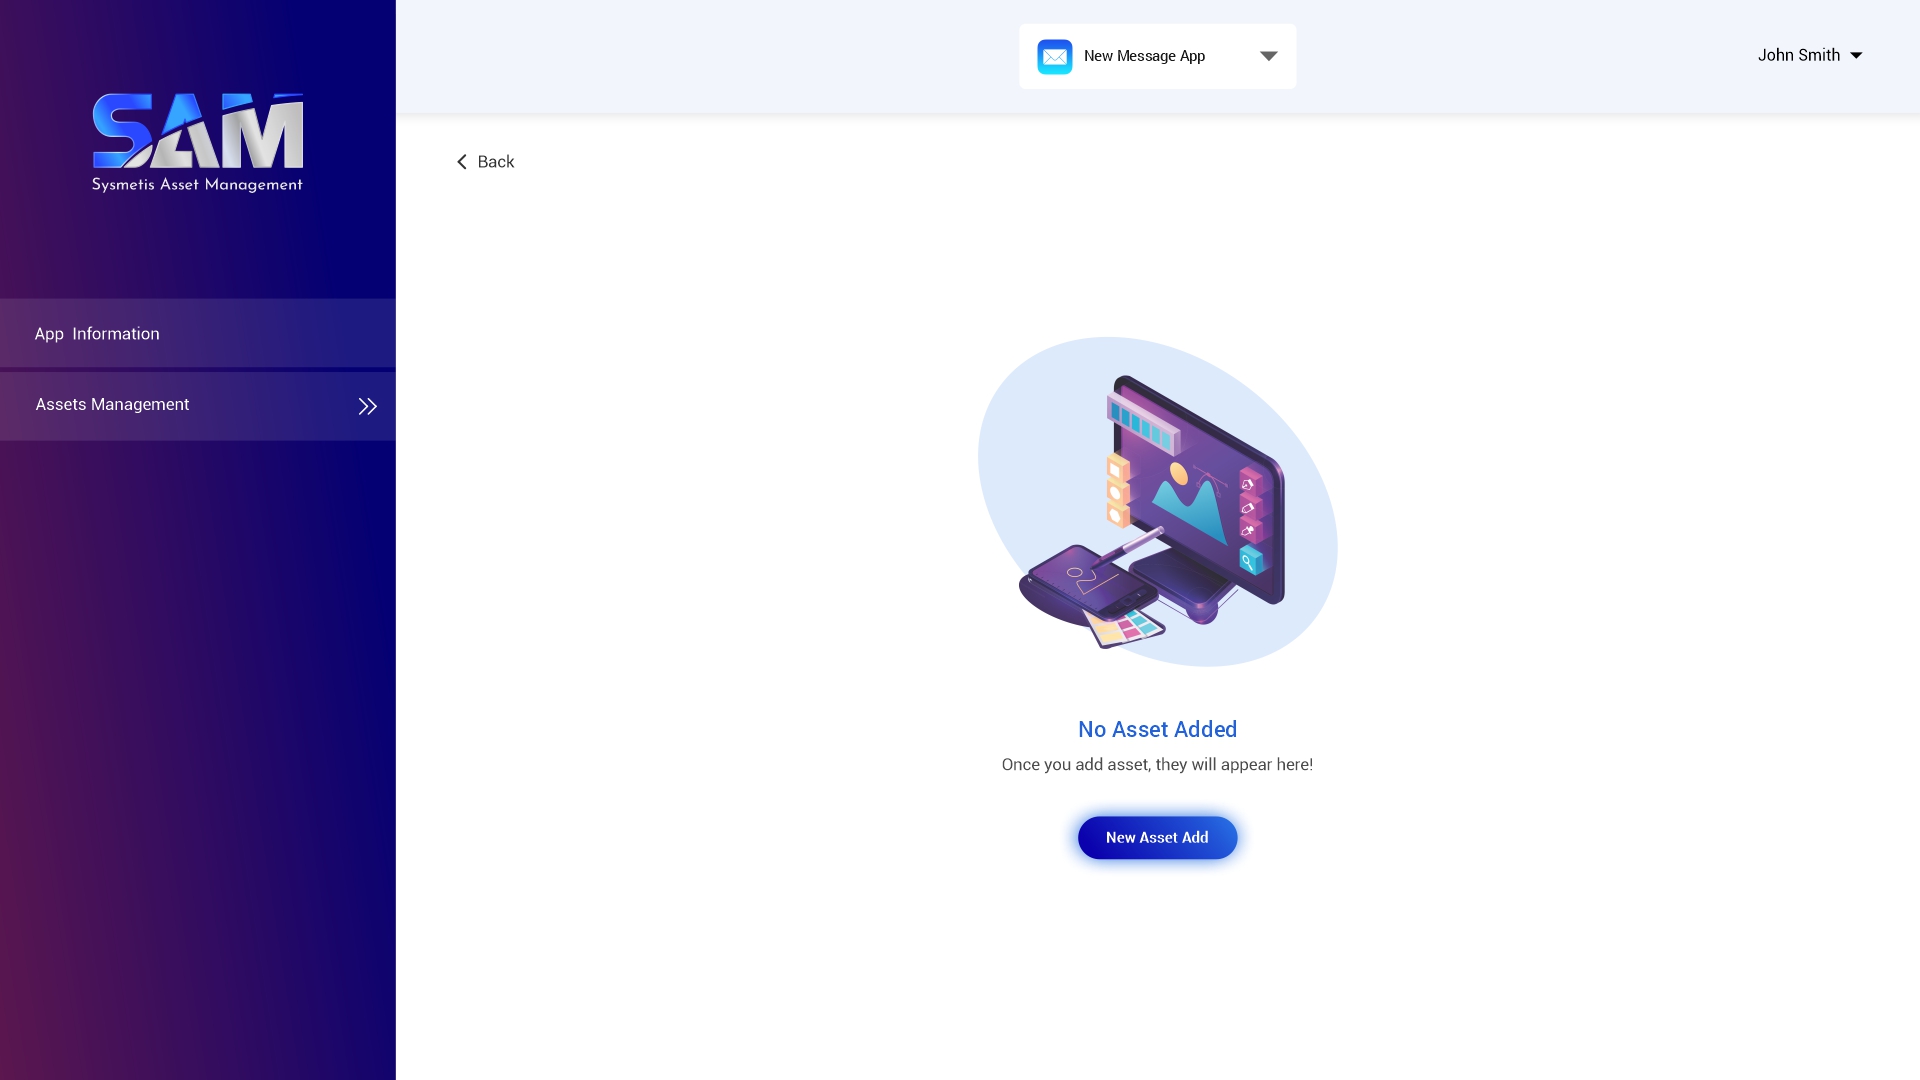 SAM
Sysmetis Asset Management
New Message App
John Smith
Back
App Information
Assets Management
No Asset Added
Once you add asset, they will appear here!
New Asset Add